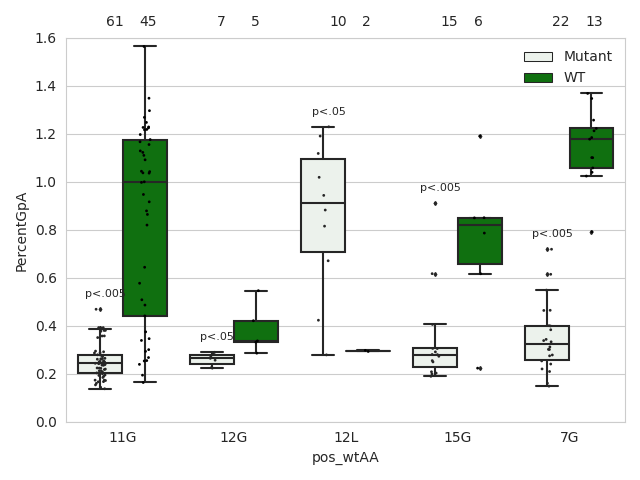 61 45 7 5 10 2 15 6 22 13
1.6
1.4
1.2
1.0
0.8
0.6
0.4
0.2
0.0
PercentGpA
Mutant
WT
p<.005
p<.05
p<.05
p<.005
p<.005
11G 12G 12L 15G 7G
pos_wtAA